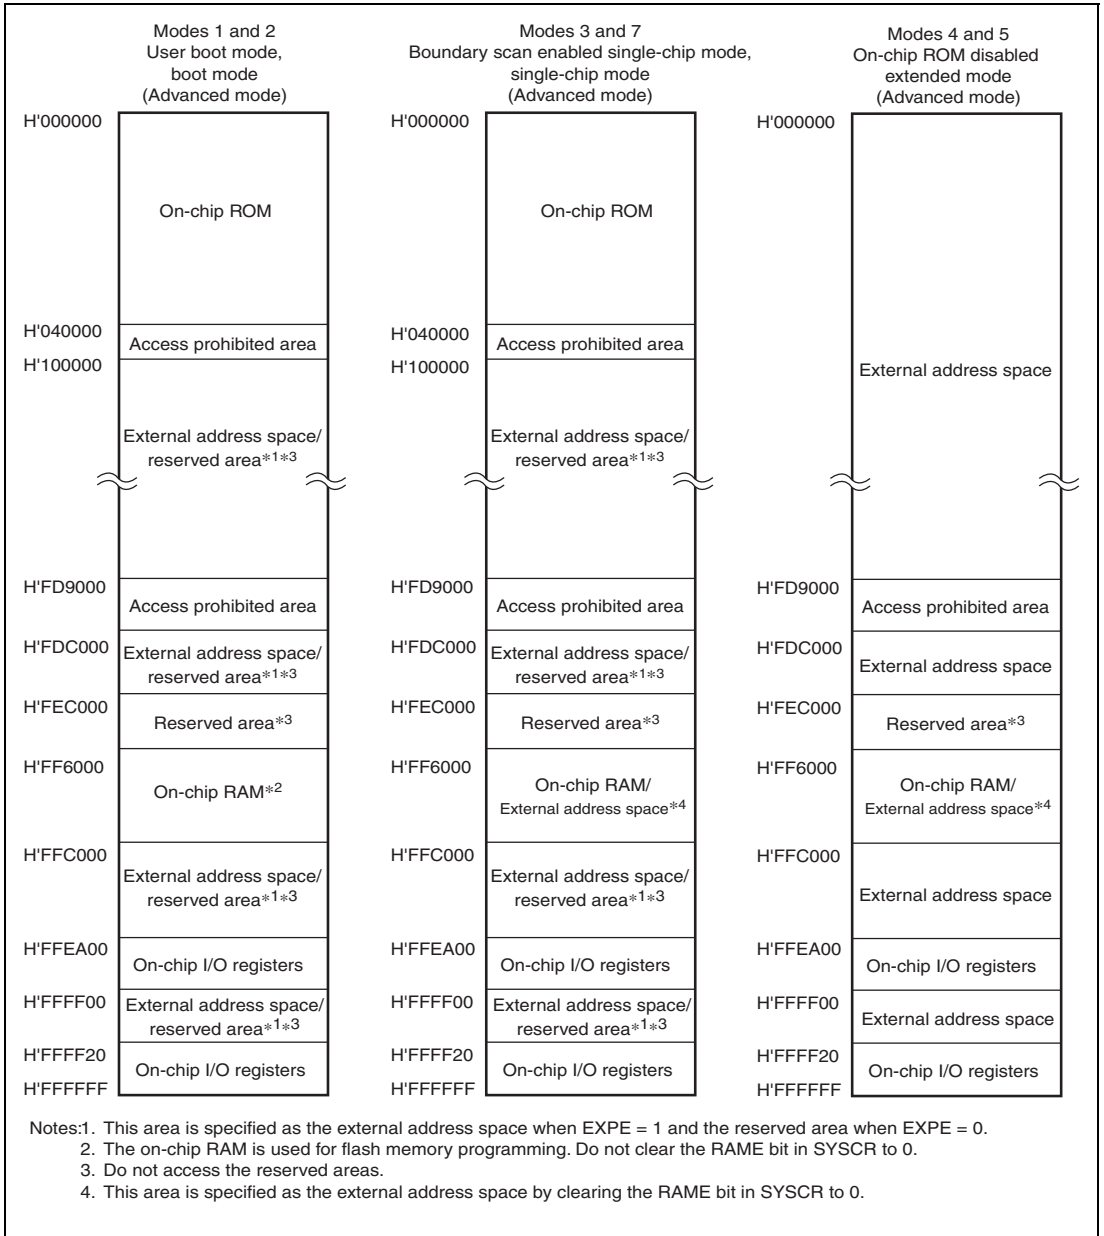 Modes 1 and 2
User boot mode,
boot mode
(Advanced mode)
H'000000
On-chip ROM
H'040000
Access prohibited area
H'100000
External address space/
reserved area*1*3
H'FD9000
Access prohibited area
H'FDC000
External address space/
reserved area*1*3
H'FEC000
Reserved area*3
H'FF6000
On-chip RAM*2
H'FFC000
External address space/
reserved area*1*3
H'FFEA00
On-chip I/O registers
H'FFFF00
External address space/
reserved area*1*3
H'FFFF20
On-chip I/O registers
H'FFFFFF
Modes 3 and 7
Boundary scan enabled single-chip mode,
single-chip mode
(Advanced mode)
H'000000
On-chip ROM
H'040000
Access prohibited area
H'100000
External address space/
reserved area*1*3
H'FD9000
Access prohibited area
H'FDC000
External address space/
reserved area*1*3
H'FEC000
Reserved area*3
H'FF6000
On-chip RAM/
External address space*4
H'FFC000
External address space/
reserved area*1*3
H'FFEA00
On-chip I/O registers
H'FFFF00
External address space/
reserved area*1*3
H'FFFF20
On-chip I/O registers
H'FFFFFF
Modes 4 and 5
On-chip ROM disabled
extended mode
(Advanced mode)
H'000000
External address space
H'FD9000
Access prohibited area
H'FDC000
External address space
H'FEC000
Reserved area*3
H'FF6000
On-chip RAM/
External address space*4
H'FFC000
External address space
H'FFEA00
On-chip I/O registers
H'FFFF00
External address space
H'FFFF20
On-chip I/O registers
H'FFFFFF
Notes:1. This area is specified as the external address space when EXPE = 1 and the reserved area when EXPE = 0.
2. The on-chip RAM is used for flash memory programming. Do not clear the RAME bit in SYSCR to 0.
3. Do not access the reserved areas.
4. This area is specified as the external address space by clearing the RAME bit in SYSCR to 0.